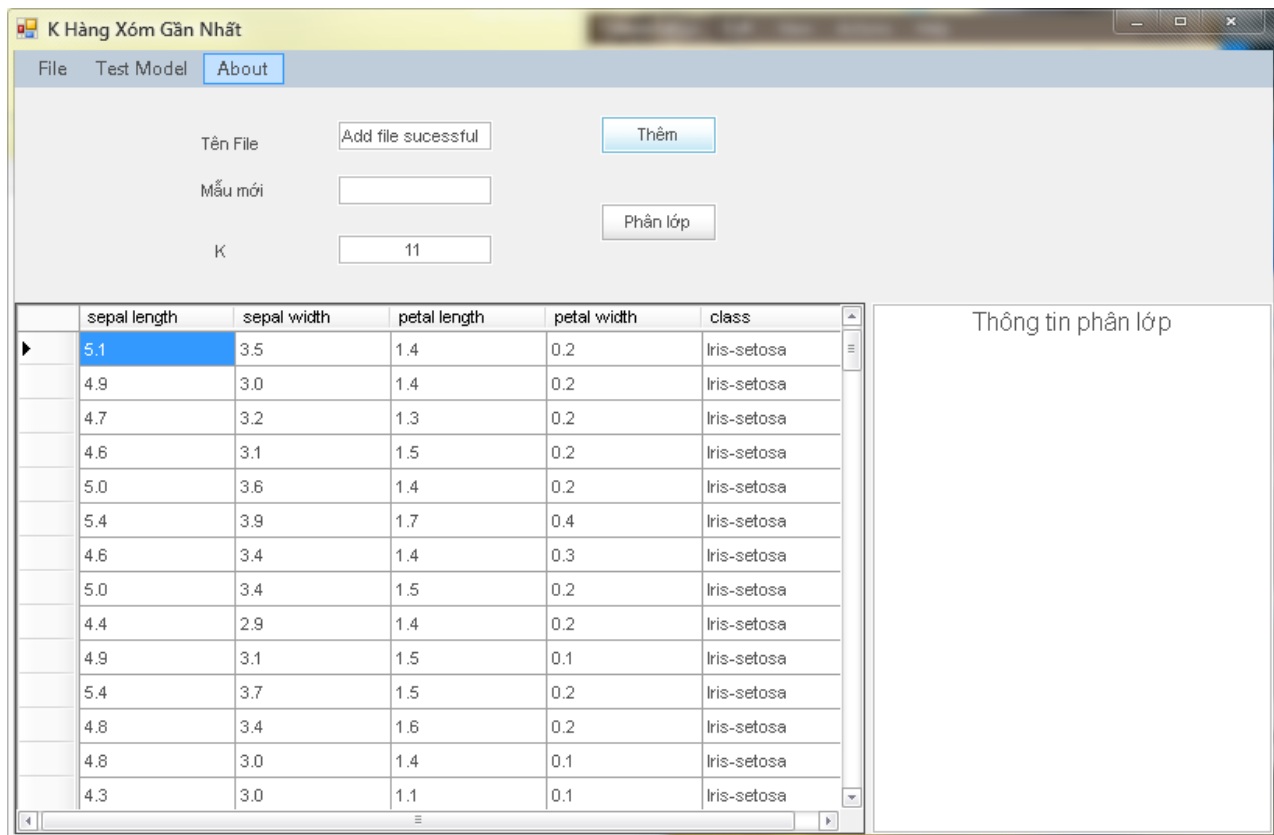 K Hàng Xóm Gần Nhất
File Test Model About
Tên File Add file sucessful Thêm
Mẫu mới
Phân lớp
K 11
sepal length sepal width petal length petal width class
Thông tin phân lớp
5.1 3.5 1.4 0.2 Iris-setosa
4.9 3.0 1.4 0.2 Iris-setosa
4.7 3.2 1.3 0.2 Iris-setosa
4.6 3.1 1.5 0.2 Iris-setosa
5.0 3.6 1.4 0.2 Iris-setosa
5.4 3.9 1.7 0.4 Iris-setosa
4.6 3.4 1.4 0.3 Iris-setosa
5.0 3.4 1.5 0.2 Iris-setosa
4.4 2.9 1.4 0.2 Iris-setosa
4.9 3.1 1.5 0.1 Iris-setosa
5.4 3.7 1.5 0.2 Iris-setosa
4.8 3.4 1.6 0.2 Iris-setosa
4.8 3.0 1.4 0.1 Iris-setosa
4.3 3.0 1.1 0.1 Iris-setosa